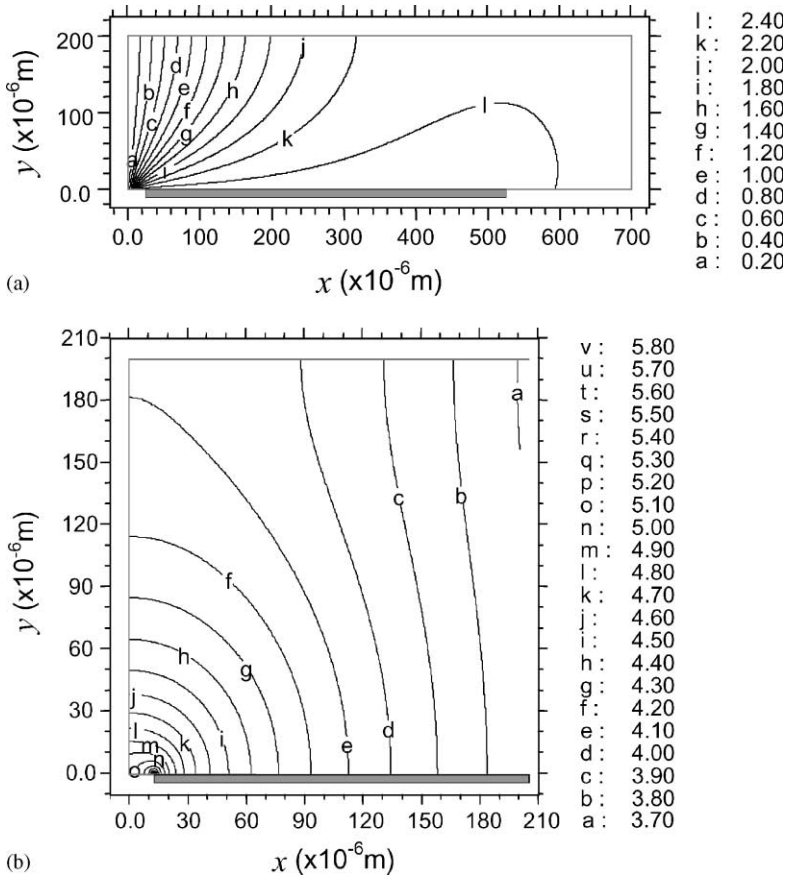 200
100
0.0
y (x10⁻⁶m)
j
d
b
e
h
f
c
g
k
a
i
l
0.0 100 200 300 400 500 600 700
x (x10⁻⁶m)
(a)
l : 2.40
k : 2.20
j : 2.00
i : 1.80
h : 1.60
g : 1.40
f : 1.20
e : 1.00
d : 0.80
c : 0.60
b : 0.40
a : 0.20
210
180
150
120
90
60
30
0.0
y (x10⁻⁶m)
a
c
b
f
h
g
j
l
i
d
m
k
e
n
o
0.0 30 60 90 120 150 180 210
x (x10⁻⁶m)
(b)
v : 5.80
u : 5.70
t : 5.60
s : 5.50
r : 5.40
q : 5.30
p : 5.20
o : 5.10
n : 5.00
m : 4.90
l : 4.80
k : 4.70
j : 4.60
i : 4.50
h : 4.40
g : 4.30
f : 4.20
e : 4.10
d : 4.00
c : 3.90
b : 3.80
a : 3.70